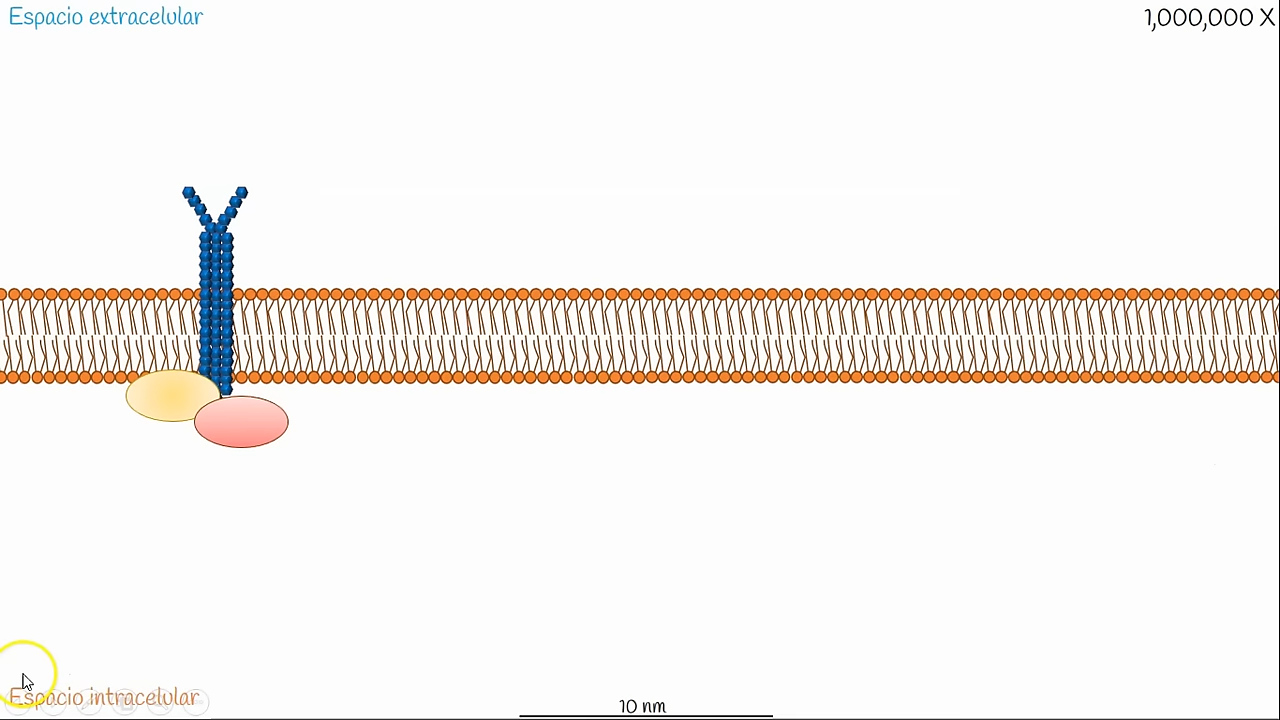 Espacio extracelular
1,000,000 X
Espacio intracelular
10 nm